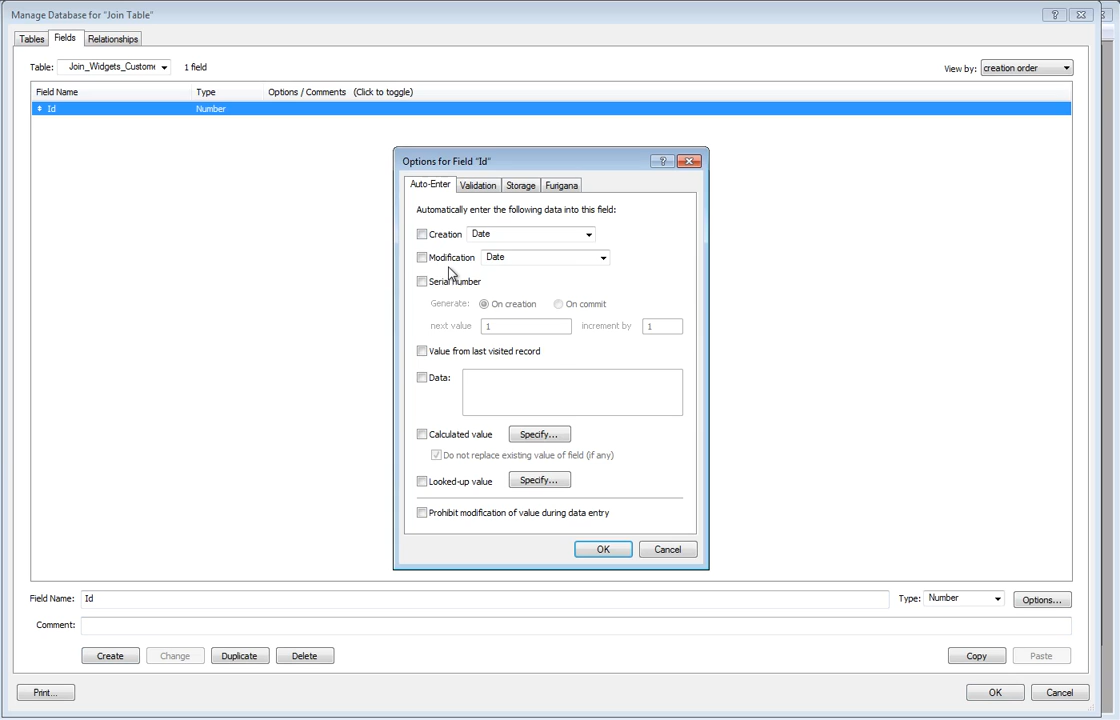 Manage Database for "Join Table"
Tables Fields Relationships
Table: Join_Widgets_Custome 1 field View by: creation order
Field Name Type Options / Comments (Click to toggle)
Id Number
Options for Field "Id"
Auto-Enter Validation Storage Furigana
Automatically enter the following data into this field:
Creation Date
Modification Date
Serial number
Generate: On creation On commit
next value 1 increment by 1
Value from last visited record
Data:
Calculated value Specify...
Do not replace existing value of field (if any)
Looked-up value Specify...
Prohibit modification of value during data entry
OK Cancel
Field Name: Id Type: Number Options...
Comment:
Create Change Duplicate Delete Copy Paste
Print... OK Cancel